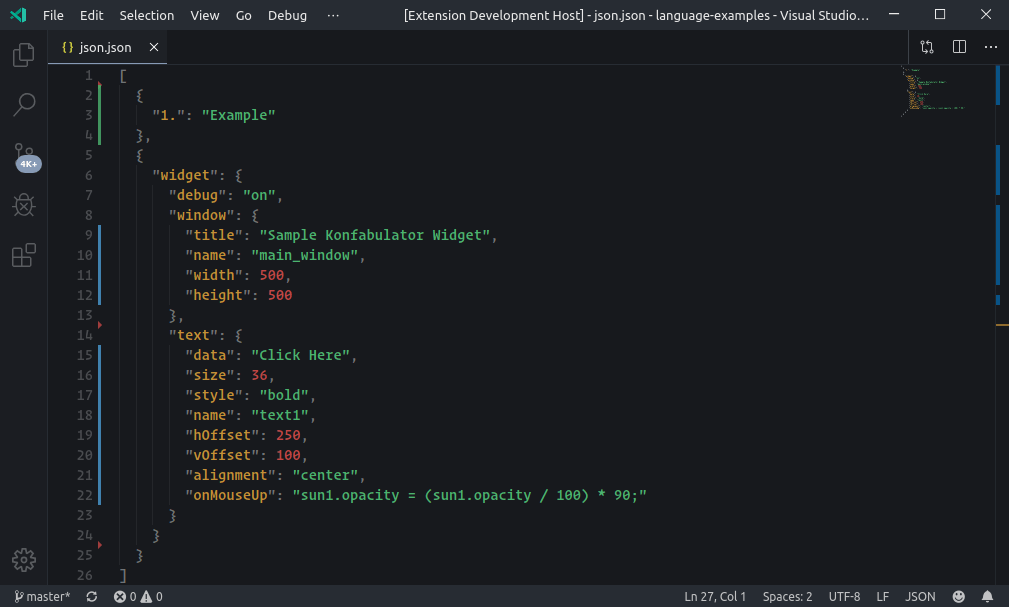 File Edit Selection View Go Debug ··· [Extension Development Host] - json.json - language-examples - Visual Studio...
{} json.json
4K+
1 [
2 {
3 "1.": "Example"
4 },
5 {
6 "widget": {
7 "debug": "on",
8 "window": {
9 "title": "Sample Konfabulator Widget",
10 "name": "main_window",
11 "width": 500,
12 "height": 500
13 },
14 "text": {
15 "data": "Click Here",
16 "size": 36,
17 "style": "bold",
18 "name": "text1",
19 "hOffset": 250,
20 "vOffset": 100,
21 "alignment": "center",
22 "onMouseUp": "sun1.opacity = (sun1.opacity / 100) * 90;"
23 }
24 }
25 }
26 ]
master* 0 0 Ln 27, Col 1 Spaces: 2 UTF-8 LF JSON